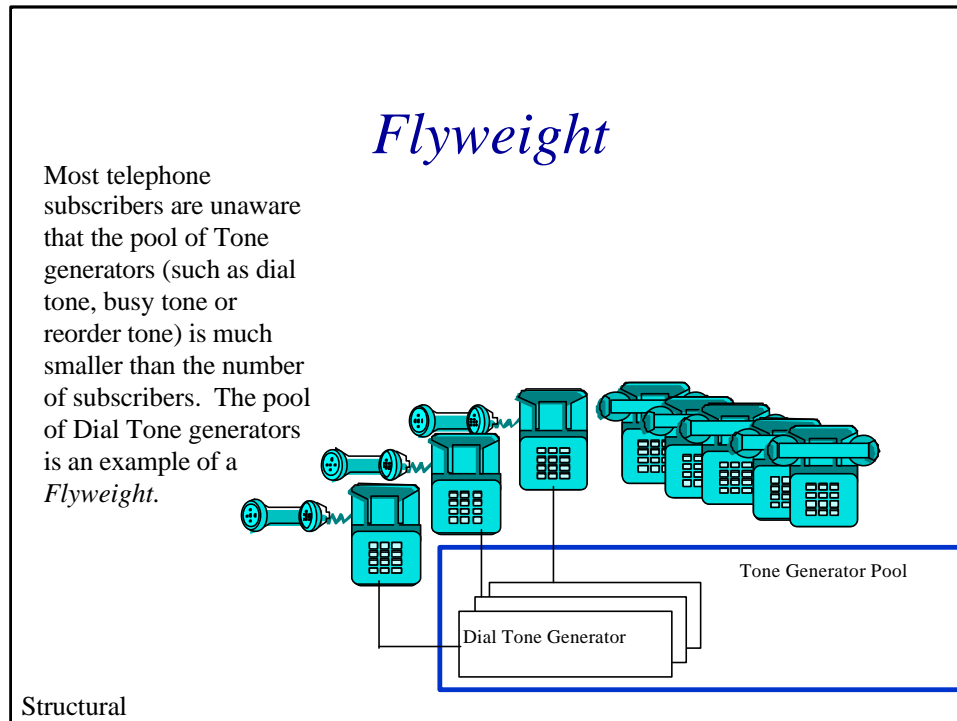 Flyweight
Most telephone
subscribers are unaware
that the pool of Tone
generators (such as dial
tone, busy tone or
reorder tone) is much
smaller than the number
of subscribers.  The pool
of Dial Tone generators
is an example of a
Flyweight.
Tone Generator Pool
Dial Tone Generator
Structural